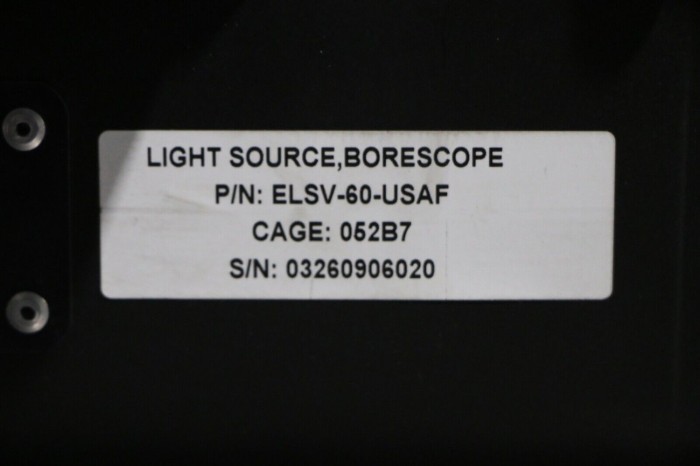 LIGHT SOURCE,BORESCOPE
P/N: ELSV-60-USAF
CAGE: 052B7
S/N: 03260906020